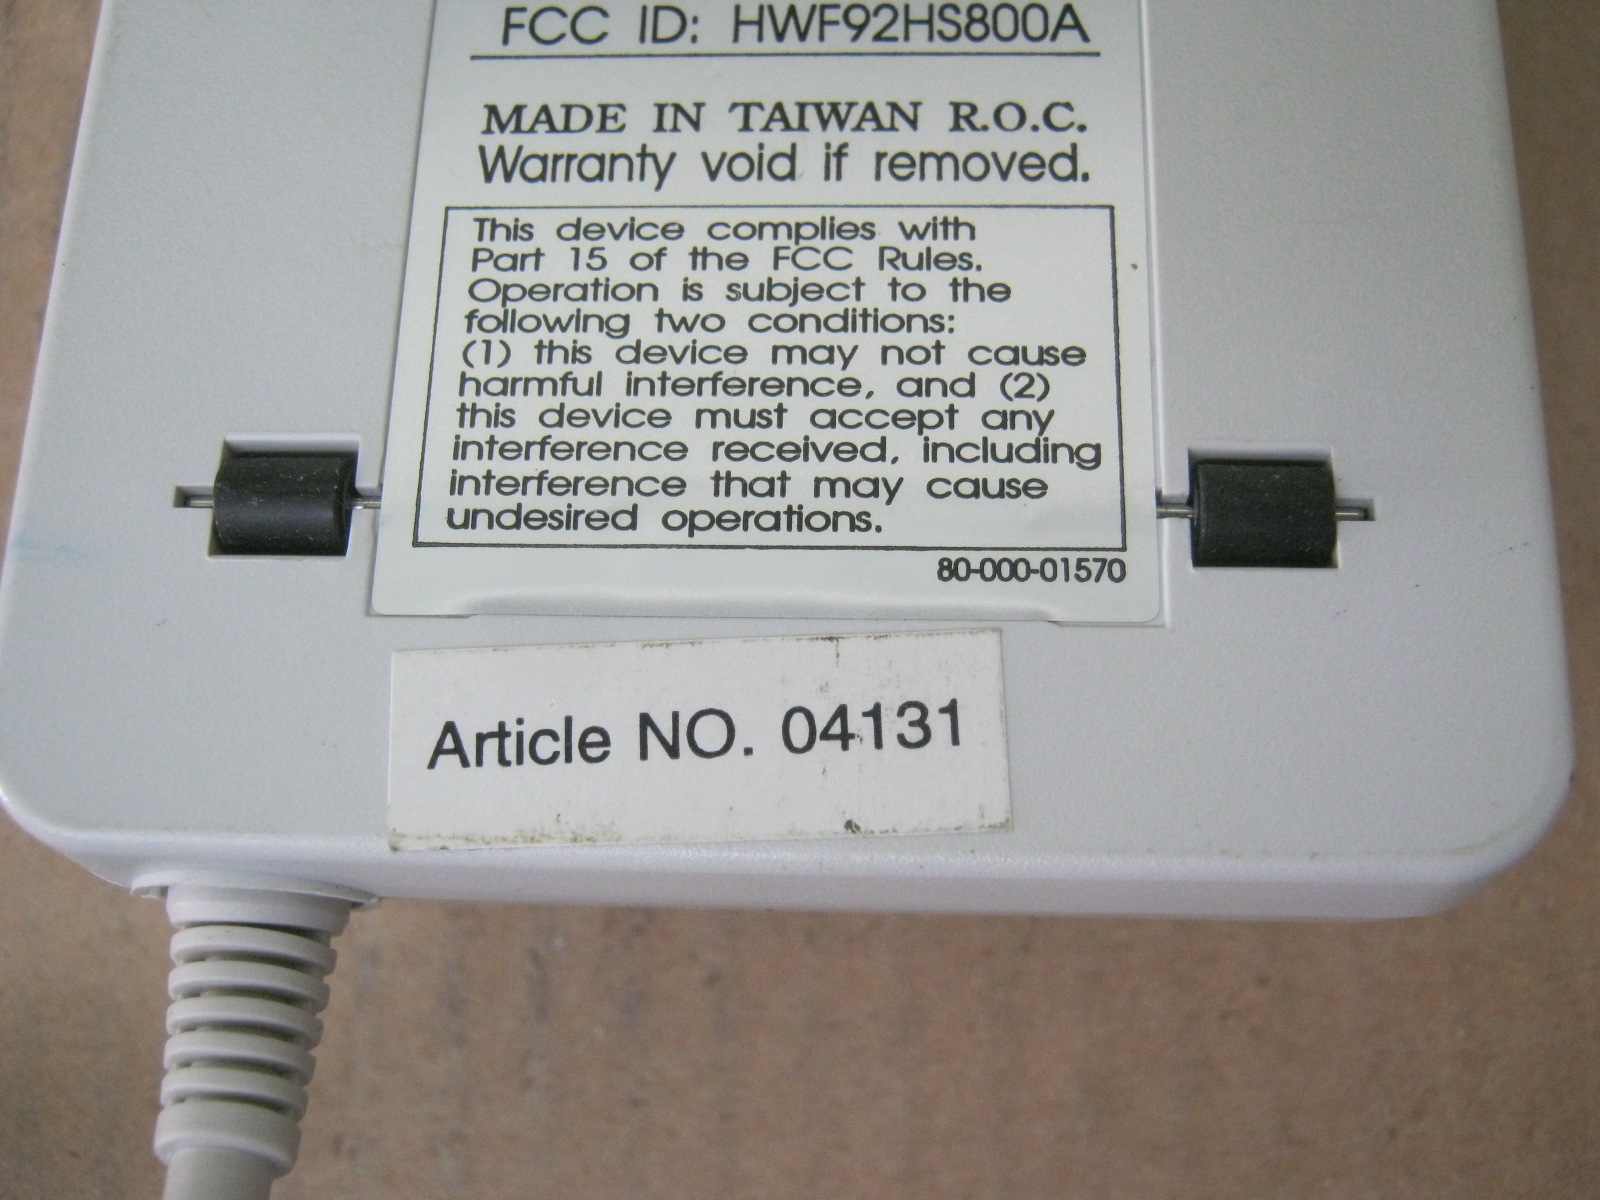 FCC ID: HWF92HS800A
MADE IN TAIWAN R.O.C.
Warranty void if removed.
This device complies with
Part 15 of the FCC Rules.
Operation is subject to the
following two conditions:
(1) this device may not cause
harmful interference, and (2)
this device must accept any
interference received, including
interference that may cause
undesired operations.
80-000-01570
Article NO. 04131